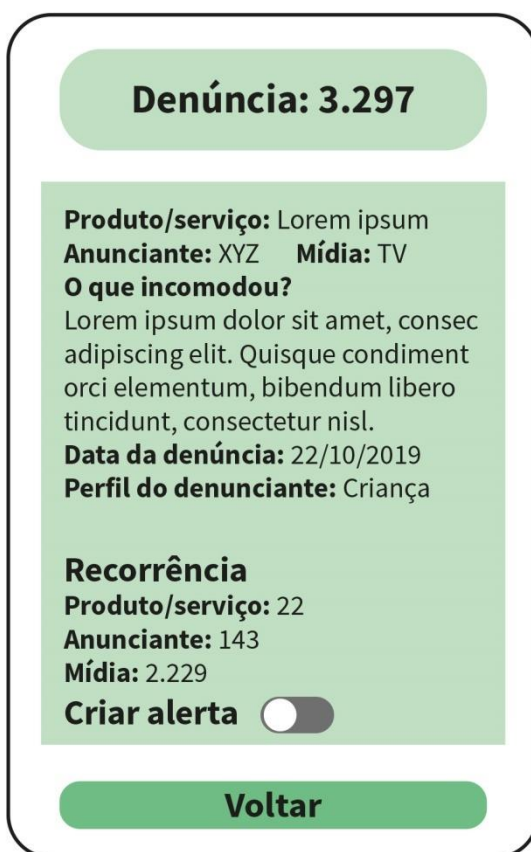 Denúncia: 3.297
Produto/serviço: Lorem ipsum
Anunciante: XYZ Mídia: TV
O que incomodou?
Lorem ipsum dolor sit amet, consec
adipiscing elit. Quisque condiment
orci elementum, bibendum libero
tincidunt, consectetur nisl.
Data da denúncia: 22/10/2019
Perfil do denunciante: Criança
Recorrência
Produto/serviço: 22
Anunciante: 143
Mídia: 2.229
Criar alerta
Voltar